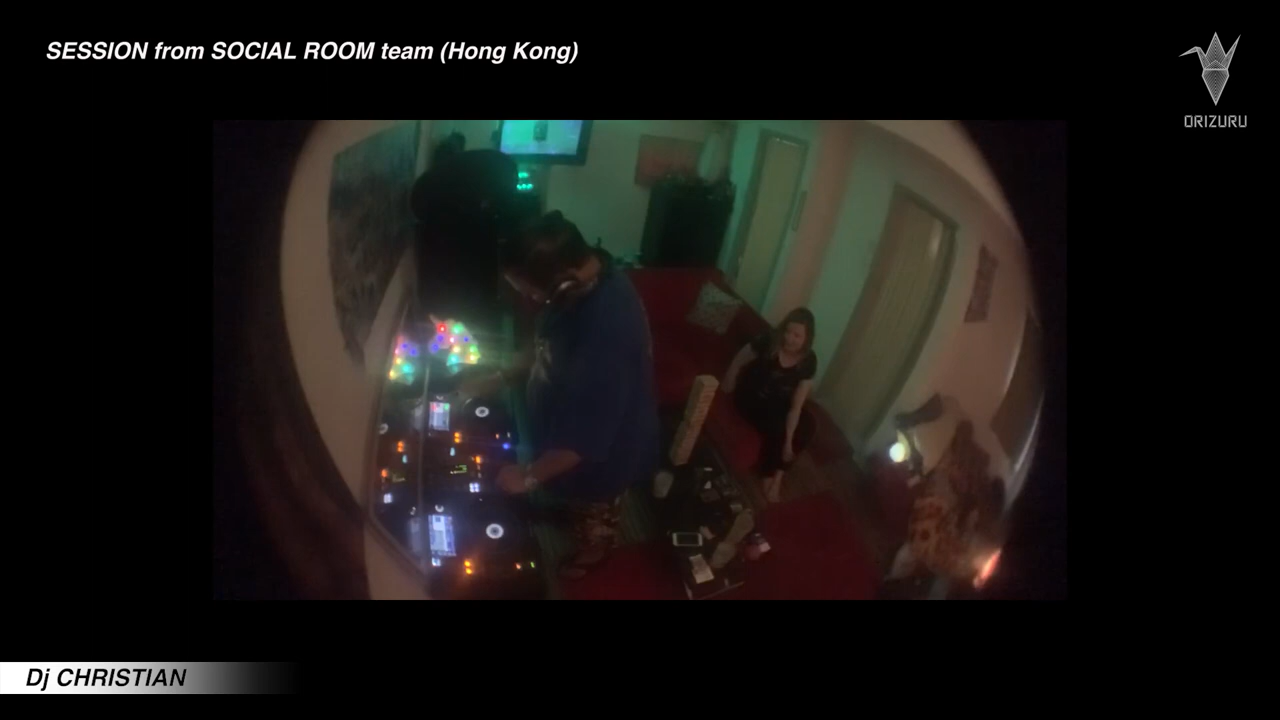 SESSION from SOCIAL ROOM team (Hong Kong)
ORIZURU
Dj CHRISTIAN